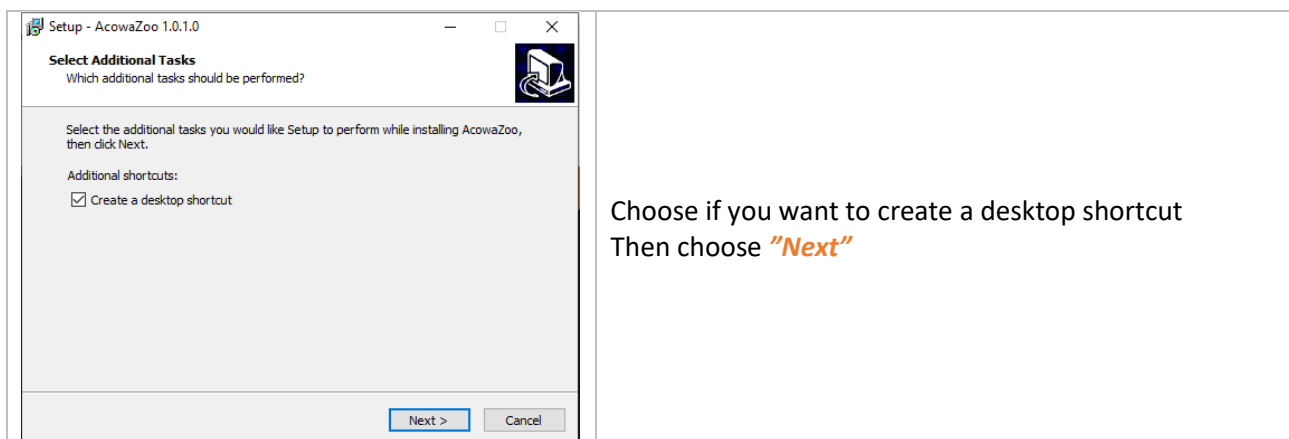 Setup - AcowaZoo 1.0.1.0
Select Additional Tasks
Which additional tasks should be performed?
Select the additional tasks you would like Setup to perform while installing AcowaZoo,
then click Next.
Additional shortcuts:
Create a desktop shortcut
Next >
Cancel
Choose if you want to create a desktop shortcut
Then choose ”Next”